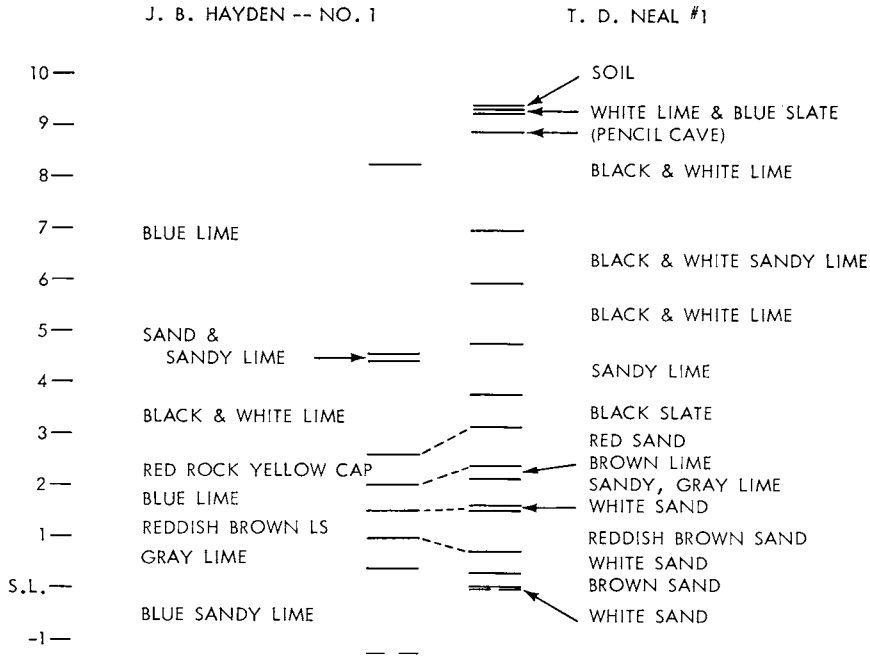 J. B. HAYDEN -- NO. 1
T. D. NEAL #1
10
9
8
7
6
5
4
3
2
1
S.L.
-1
BLUE LIME
SAND &
SANDY LIME
BLACK & WHITE LIME
RED ROCK YELLOW CAP
BLUE LIME
REDDISH BROWN LS
GRAY LIME
BLUE SANDY LIME
SOIL
WHITE LIME & BLUE SLATE
(PENCIL CAVE)
BLACK & WHITE LIME
BLACK & WHITE SANDY LIME
BLACK & WHITE LIME
SANDY LIME
BLACK SLATE
RED SAND
BROWN LIME
SANDY, GRAY LIME
WHITE SAND
REDDISH BROWN SAND
WHITE SAND
BROWN SAND
WHITE SAND